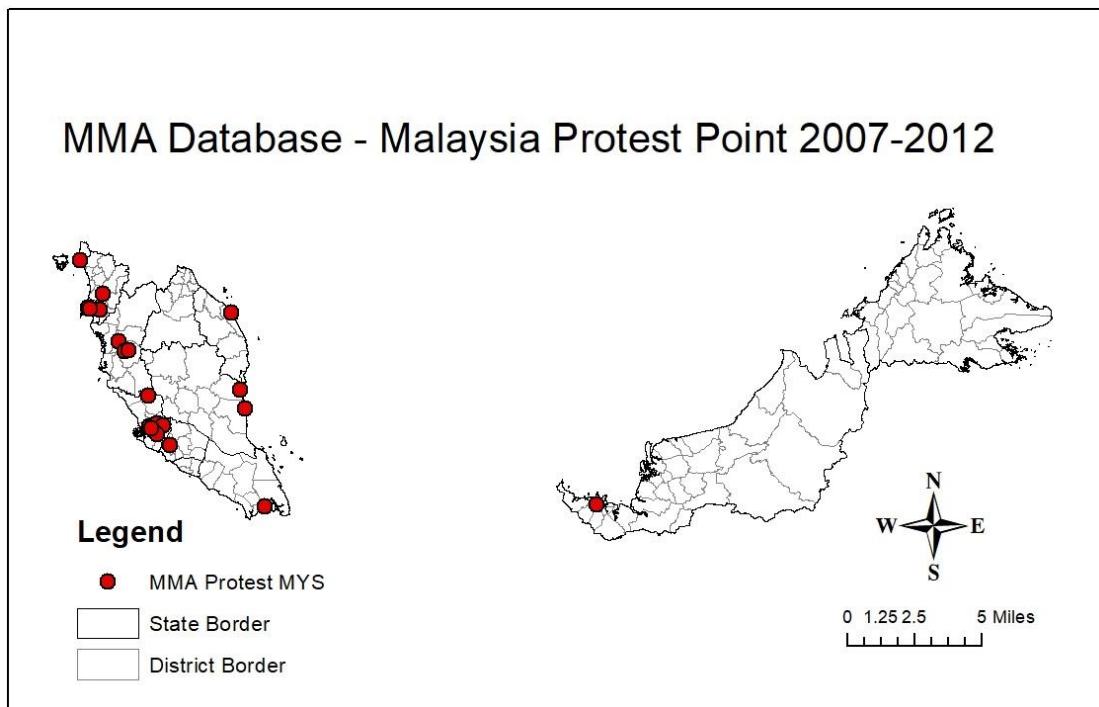 MMA Database - Malaysia Protest Point 2007-2012
Legend
MMA Protest MYS
State Border
District Border
N
W E
S
0 1.25 2.5 5 Miles